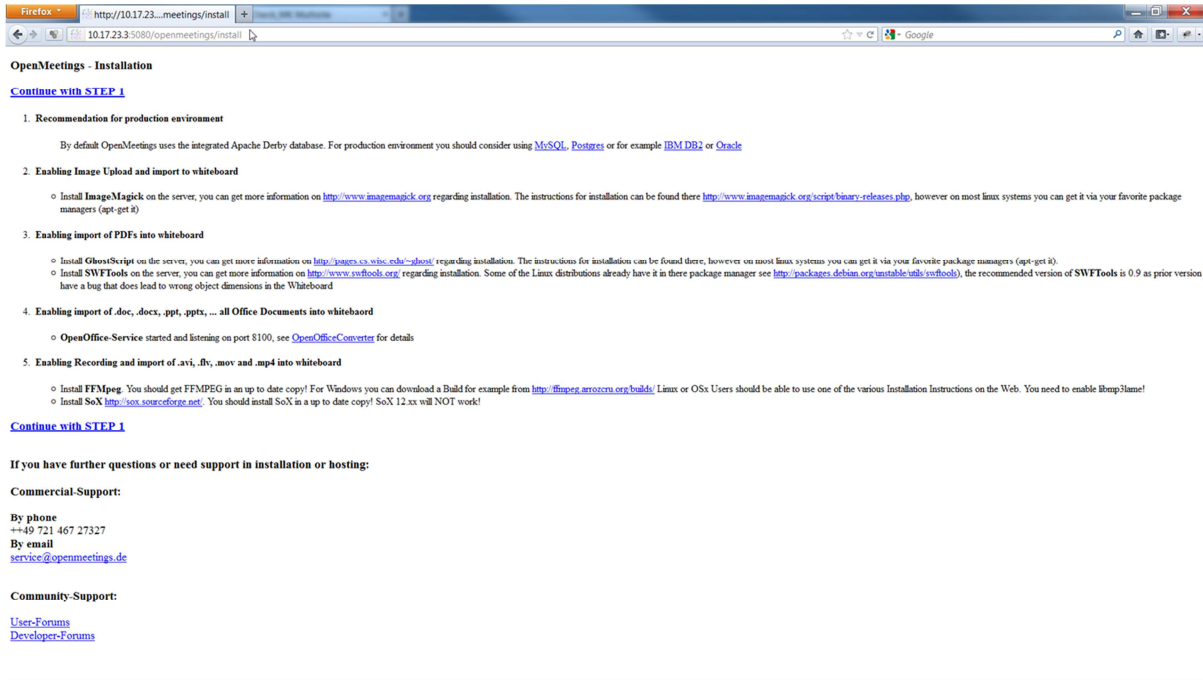 Firefox
http://10.17.23....meetings/install
+
10.17.23.3:5080/openmeetings/install
Google
OpenMeetings - Installation
Continue with STEP 1
1. Recommendation for production environment
By default OpenMeetings uses the integrated Apache Derby database. For production environment you should consider using MySQL, Postgres or for example IBM DB2 or Oracle
2. Enabling Image Upload and import to whiteboard
Install ImageMagick on the server, you can get more information on http://www.imagemagick.org regarding installation. The instructions for installation can be found there http://www.imagemagick.org/script/binary-releases.php, however on most linux systems you can get it via your favorite package
managers (apt-get it)
3. Enabling import of PDFs into whiteboard
Install GhostScript on the server, you can get more information on http://pages.cs.wisc.edu/~ghost/ regarding installation. The instructions for installation can be found there, however on most linux systems you can get it via your favorite package managers (apt-get it).
Install SWFTools on the server, you can get more information on http://www.swftools.org/ regarding installation. Some of the Linux distributions already have it in there package manager see http://packages.debian.org/unstable/utils/swftools), the recommended version of SWFTools is 0.9 as prior version
have a bug that does lead to wrong object dimensions in the Whiteboard
4. Enabling import of .doc, .docx, .ppt, .pptx, ... all Office Documents into whitebaord
OpenOffice-Service started and listening on port 8100, see OpenOfficeConverter for details
5. Enabling Recording and import of .avi, .flv, .mov and .mp4 into whiteboard
Install FFMpeg. You should get FFMPEG in an up to date copy! For Windows you can download a Build for example from http://ffmpeg.arrozcru.org/builds/ Linux or OSx Users should be able to use one of the various Installation Instructions on the Web. You need to enable libmp3lame!
Install SoX http://sox.sourceforge.net/. You should install SoX in a up to date copy! SoX 12.xx will NOT work!
Continue with STEP 1
If you have further questions or need support in installation or hosting:
Commercial-Support:
By phone
++49 721 467 27327
By email
service@openmeetings.de
Community-Support:
User-Forums
Developer-Forums